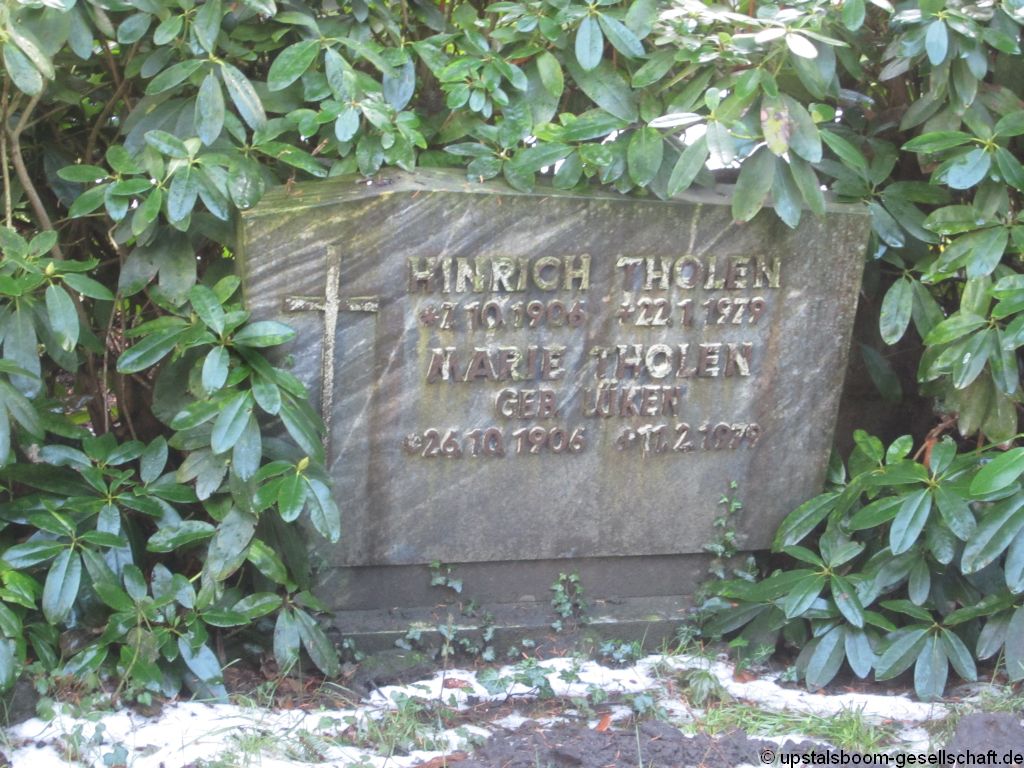 HINRICH THOLEN
*7.10.1906 +22.1.1979
MARIE THOLEN
GEB. LÜKEN
*26.10.1906 +11.2.1979
© upstalsboom-gesellschaft.de